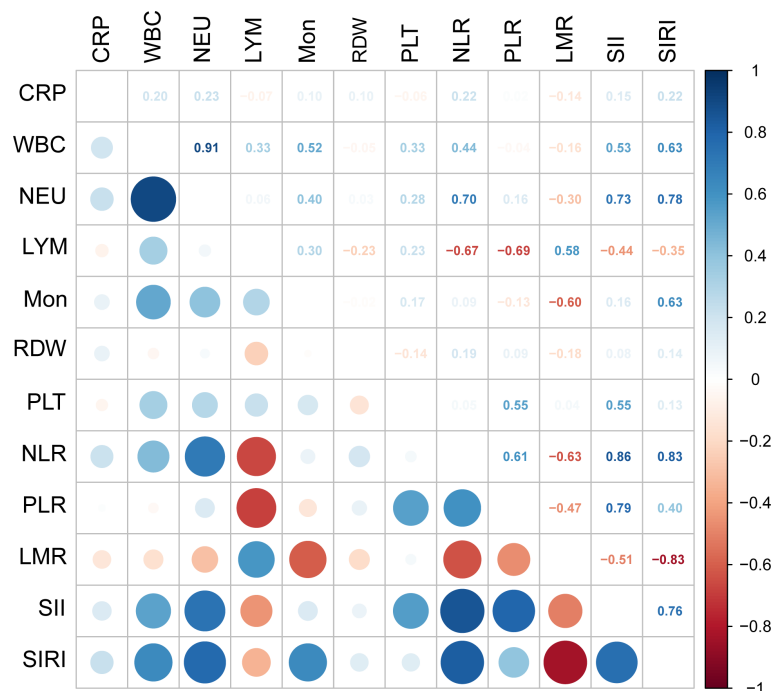 CRP WBC NEU LYM Mon RDW PLT NLR PLR LMR SII SIRI
1
CRP 0.20 0.23 −0.07 0.10 0.10 −0.06 0.22 −0.14 0.15 0.22
0.8
WBC 0.91 0.33 0.52 −0.05 0.33 0.44 −0.04 −0.16 0.53 0.63
0.6
NEU 0.06 0.40 0.03 0.28 0.70 0.16 −0.30 0.73 0.78
0.4
LYM 0.30 −0.23 0.23 −0.67 −0.69 0.58 −0.44 −0.35
0.2
Mon 0.17 0.09 −0.13 −0.60 0.16 0.63
RDW −0.14 0.19 0.09 −0.18 0.08 0.14
0
PLT 0.05 0.55 0.04 0.55 0.13
−0.2
NLR 0.61 −0.63 0.86 0.83
−0.4
PLR −0.47 0.79 0.40
LMR −0.51 −0.83
−0.6
SII 0.76
−0.8
SIRI
−1